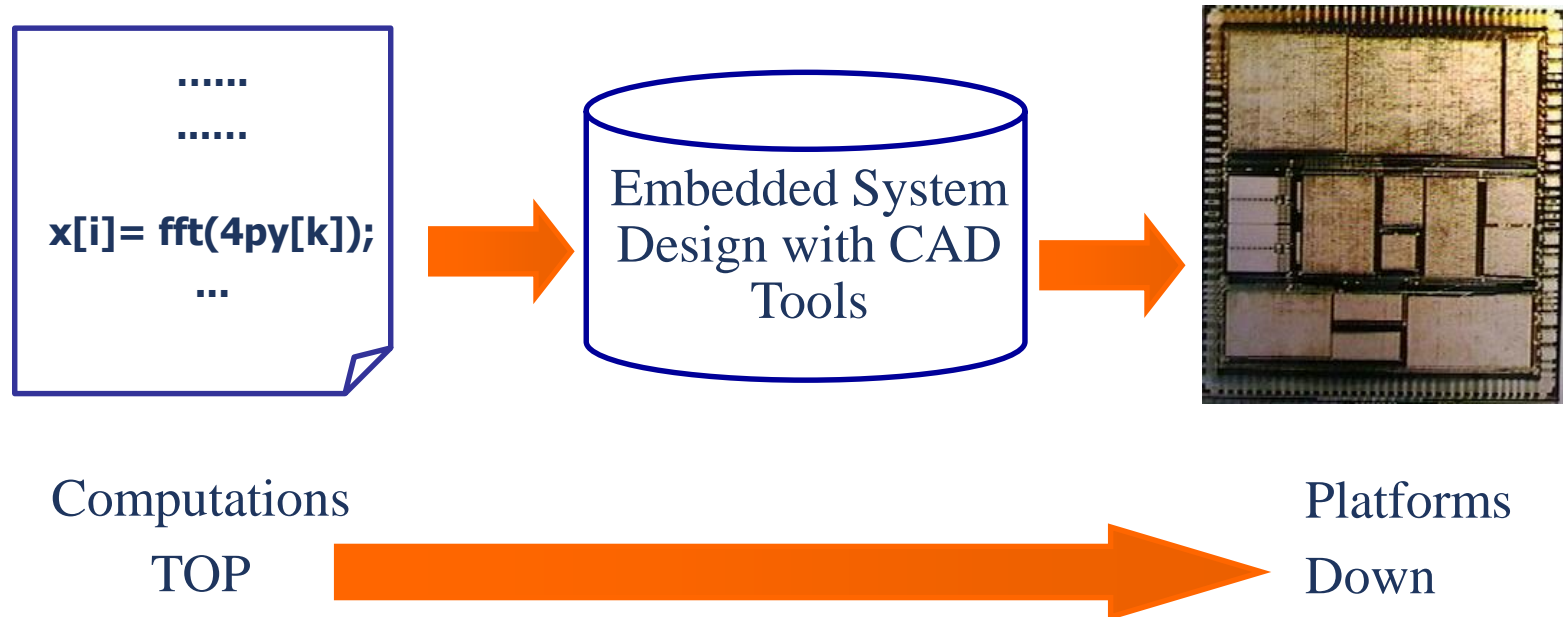 ......
......
x[i]= fft(4py[k]);
...
Embedded System
Design with CAD
Tools
Computations
TOP
Platforms
Down